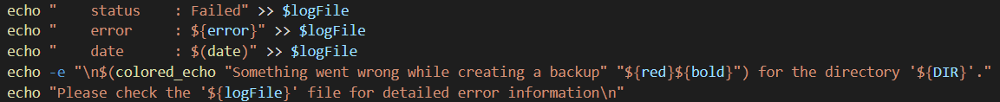 echo "    status    : Failed" >> $logFile
echo "    error     : ${error}" >> $logFile
echo "    date      : $(date)" >> $logFile
echo -e "\n$(colored_echo "Something went wrong while creating a backup" "${red}${bold}") for the directory '${DIR}'."
echo "Please check the '${logFile}' file for detailed error information\n"